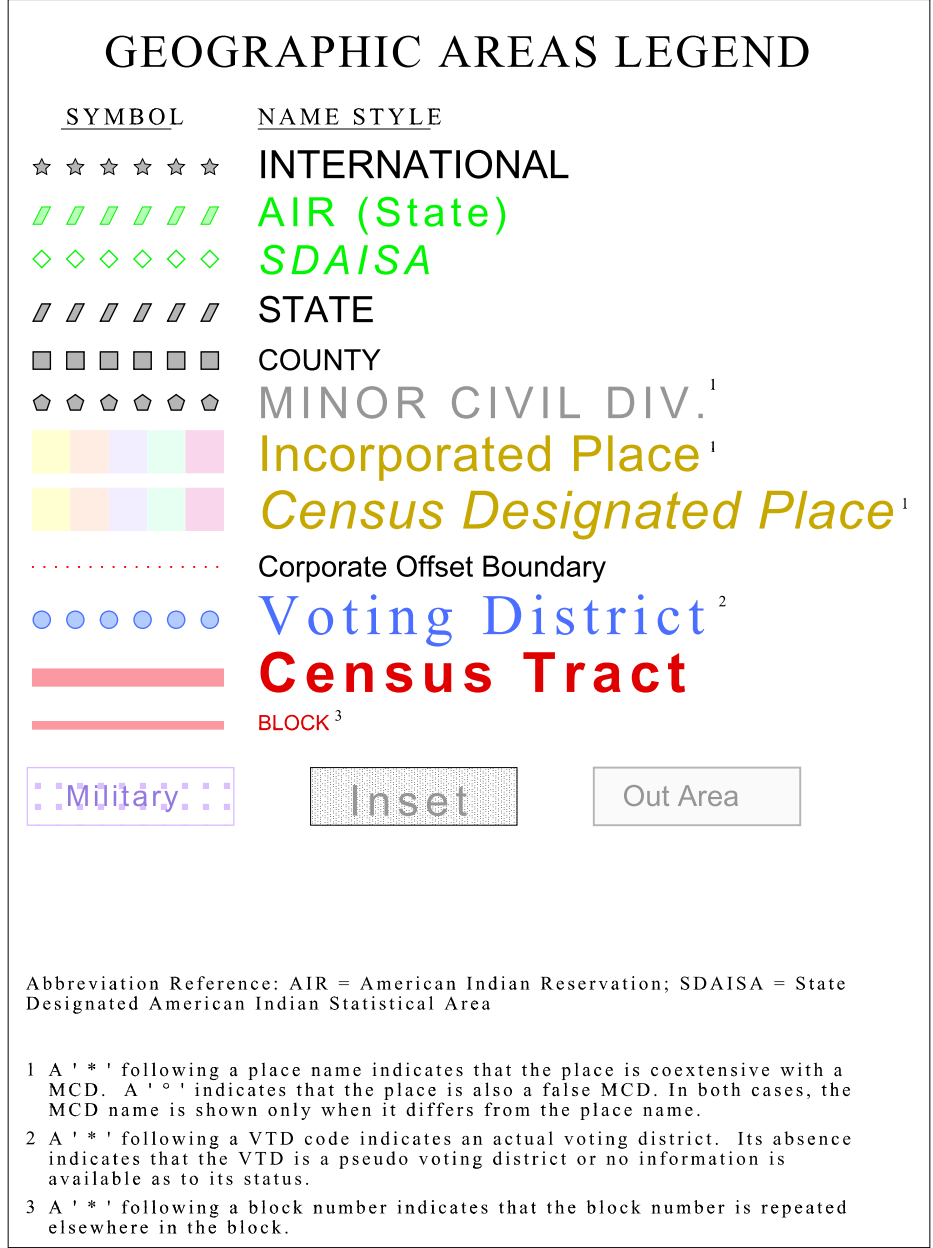 GEOGRAPHIC AREAS LEGEND
SYMBOL NAME STYLE
INTERNATIONAL
AIR (State)
SDAISA
STATE
COUNTY
MINOR CIVIL DIV. 1
Incorporated Place 1
Census Designated Place 1
Corporate Offset Boundary
Voting District 2
Census Tract
BLOCK 3
Military Inset Out Area
Abbreviation Reference: AIR = American Indian Reservation; SDAISA = State
Designated American Indian Statistical Area
1 A ' * ' following a place name indicates that the place is coextensive with a
MCD. A ' ° ' indicates that the place is also a false MCD. In both cases, the
MCD name is shown only when it differs from the place name.
2 A ' * ' following a VTD code indicates an actual voting district. Its absence
indicates that the VTD is a pseudo voting district or no information is
available as to its status.
3 A ' * ' following a block number indicates that the block number is repeated
elsewhere in the block.